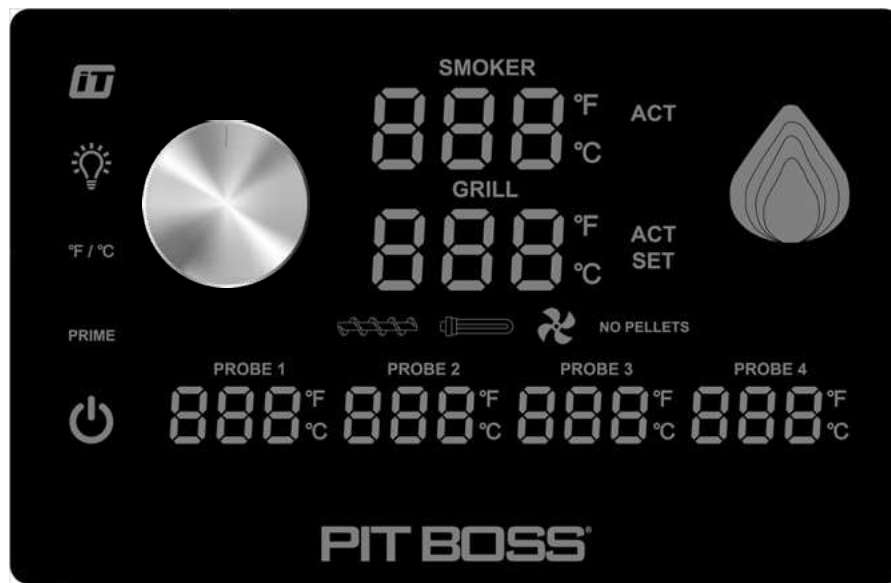 iT
SMOKER
888 °F
°C
ACT
GRILL
888 °F
°C
ACT
SET
°F / °C
PRIME
NO PELLETS
PROBE 1
888 °F
°C
PROBE 2
888 °F
°C
PROBE 3
888 °F
°C
PROBE 4
888 °F
°C
PIT BOSS®